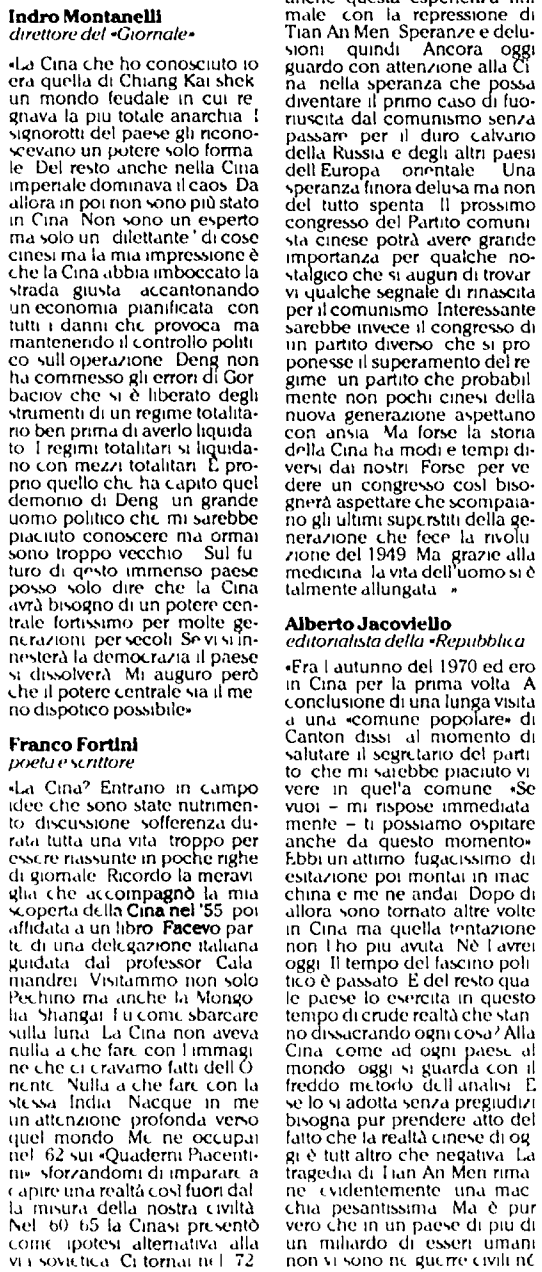 Indro Montanelli
direttore del «Giornale»
«La Cina che ho conosciuto io
era quella di Chiang Kai shek
un mondo feudale in cui re
gnava la piu totale anarchia I
signorotti del paese gli ricono-
scevano un potere solo forma
le Del resto anche nella Cina
imperiale dominava il caos Da
allora in poi non sono più stato
in Cina Non sono un esperto
ma solo un dilettante' di cose
cinesi ma la mia impressione è
che la Cina abbia imboccato la
strada giusta accantonando
un economia pianificata con
tutti i danni che provoca ma
mantenendo il controllo politi
co sull operazione Deng non
ha commesso gli errori di Gor
baciov che si è liberato degli
strumenti di un regime totalita-
rio ben prima di averlo liquida
to I regimi totalitari si liquida-
no con mezzi totalitari E pro-
prio quello che ha capito quel
demonio di Deng un grande
uomo politico che mi sarebbe
piaciuto conoscere ma ormai
sono troppo vecchio Sul fu
turo di questo immenso paese
posso solo dire che la Cina
avrà bisogno di un potere cen-
trale fortissimo per molte ge-
nerazioni per secoli Se vi si in-
nesterà la democrazia il paese
si dissolverà Mi auguro però
che il potere centrale sia il me
no dispotico possibile»
Franco Fortini
poeta e scrittore
«La Cina? Entrano in campo
idee che sono state nutrimen-
to discussione sofferenza du-
rata tutta una vita troppo per
essere riassunte in poche righe
di giornale Ricordo la meravi
glia che accompagnò la mia
scoperta della Cina nel '55 poi
affidata a un libro Facevo par
te di una delegazione italiana
guidata dal professor Cala
mandrei Visitammo non solo
Pechino ma anche la Mongo
lia Shangai Fu come sbarcare
sulla luna La Cina non aveva
nulla a che fare con l immagi
ne che ci eravamo fatti dell O
riente Nulla a che fare con la
stessa India Nacque in me
un attenzione profonda verso
quel mondo Me ne occupai
nel 62 sui «Quaderni Piacenti-
ni» sforzandomi di imparare a
capire una realtà così fuori dal
la misura della nostra civiltà
Nel 60 65 la Cina si presentò
come ipotesi alternativa alla
via sovietica Ci tornai nel 72
male con la repressione di
Tian An Men Speranze e delu-
sioni quindi Ancora oggi
guardo con attenzione alla Ci
na nella speranza che possa
diventare il primo caso di fuo-
riuscita dal comunismo senza
passare per il duro calvario
della Russia e degli altri paesi
dell Europa orientale Una
speranza finora delusa ma non
del tutto spenta Il prossimo
congresso del Partito comuni
sta cinese potrà avere grande
importanza per qualche no-
stalgico che si auguri di trovar
vi qualche segnale di rinascita
per il comunismo Interessante
sarebbe invece il congresso di
un partito diverso che si pro
ponesse il superamento del re
gime un partito che probabil
mente non pochi cinesi della
nuova generazione aspettano
con ansia Ma forse la storia
della Cina ha modi e tempi di-
versi dai nostri Forse per ve
dere un congresso così biso-
gnerà aspettare che scompaia-
no gli ultimi superstiti della ge-
nerazione che fece la rivolu
zione del 1949 Ma grazie alla
medicina la vita dell'uomo si è
talmente allungata »
Alberto Jacoviello
editorialista della «Repubblica
«Fra l autunno del 1970 ed ero
in Cina per la prima volta A
conclusione di una lunga visita
a una «comune popolare» di
Canton dissi al momento di
salutare il segretario del parti
to che mi sarebbe piaciuto vi
vere in quel'a comune «Se
vuoi – mi rispose immediata
mente – ti possiamo ospitare
anche da questo momento»
Ebbi un attimo fugacissimo di
esitazione poi montai in mac
china e me ne andai Dopo di
allora sono tornato altre volte
in Cina ma quella tentazione
non l ho piu avuta Nè l avrei
oggi Il tempo del fascino poli
tico è passato E del resto qua
le paese lo esercita in questo
tempo di crude realtà che stan
no dissacrando ogni cosa? Alla
Cina come ad ogni paese al
mondo oggi si guarda con il
freddo metodo dell analisi E
se lo si adotta senza pregiudizi
bisogna pur prendere atto del
fatto che la realtà cinese di og
gi è tutt altro che negativa La
tragedia di Tian An Men rima
ne evidentemente una mac
chia pesantissima Ma è pur
vero che in un paese di piu di
un miliardo di esseri umani
non vi sono ne guerre civili né